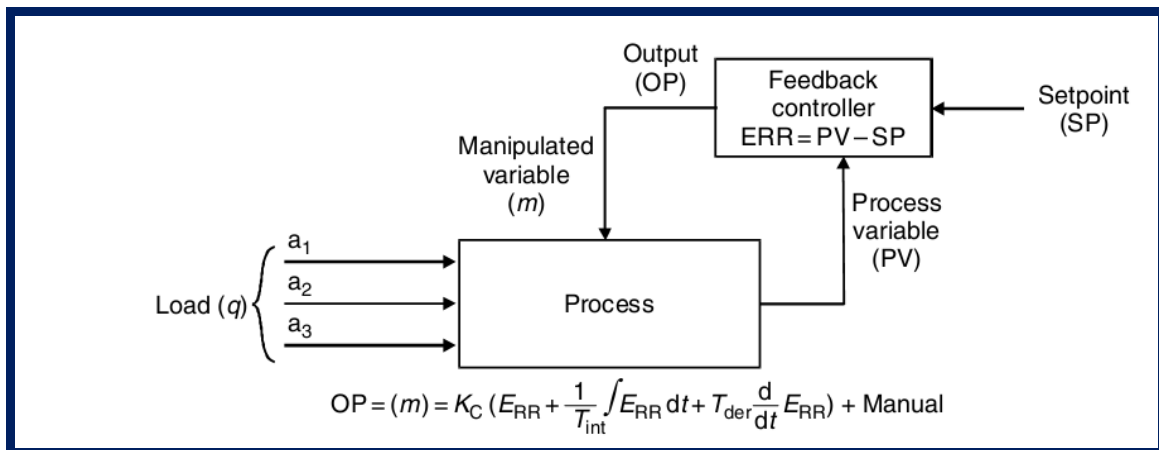 Output
(OP)
Feedback
controller
ERR = PV – SP
Setpoint
(SP)
Manipulated
variable
(m)
Process
variable
(PV)
Load (q)
a1
a2
a3
Process
OP = (m) = KC (ERR + 1/Tint ∫ERR dt + Tder d/dt ERR) + Manual